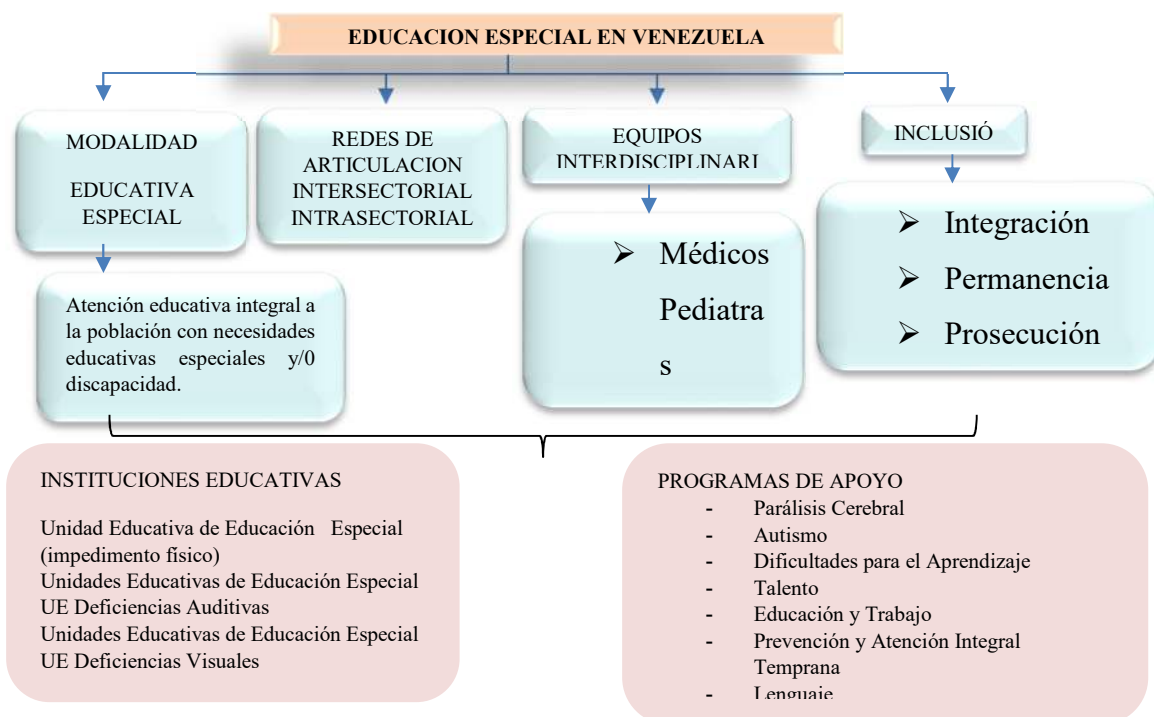 EDUCACION ESPECIAL EN VENEZUELA
MODALIDAD
EDUCATIVA
ESPECIAL
REDES DE
ARTICULACION
INTERSECTORIAL
INTRASECTORIAL
EQUIPOS
INTERDISCIPLINARI
INCLUSIÓ
Atención educativa integral a
la población con necesidades
educativas especiales y/0
discapacidad.
➢ Médicos
Pediatra
s
➢ Integración
➢ Permanencia
➢ Prosecución
INSTITUCIONES EDUCATIVAS
Unidad Educativa de Educación Especial
(impedimento físico)
Unidades Educativas de Educación Especial
UE Deficiencias Auditivas
Unidades Educativas de Educación Especial
UE Deficiencias Visuales
PROGRAMAS DE APOYO
- Parálisis Cerebral
- Autismo
- Dificultades para el Aprendizaje
- Talento
- Educación y Trabajo
- Prevención y Atención Integral
Temprana
- Lenguaje